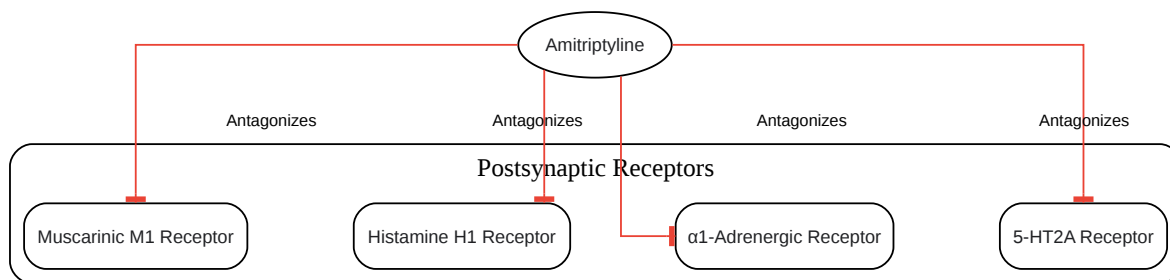 Amitriptyline
Antagonizes
Antagonizes
Antagonizes
Antagonizes
Postsynaptic Receptors
Muscarinic M1 Receptor
Histamine H1 Receptor
α1-Adrenergic Receptor
5-HT2A Receptor